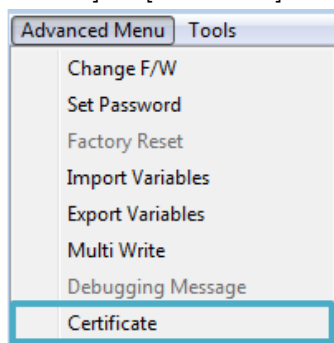 Advanced Menu Tools
Change F/W
Set Password
Factory Reset
Import Variables
Export Variables
Multi Write
Debugging Message
Certificate